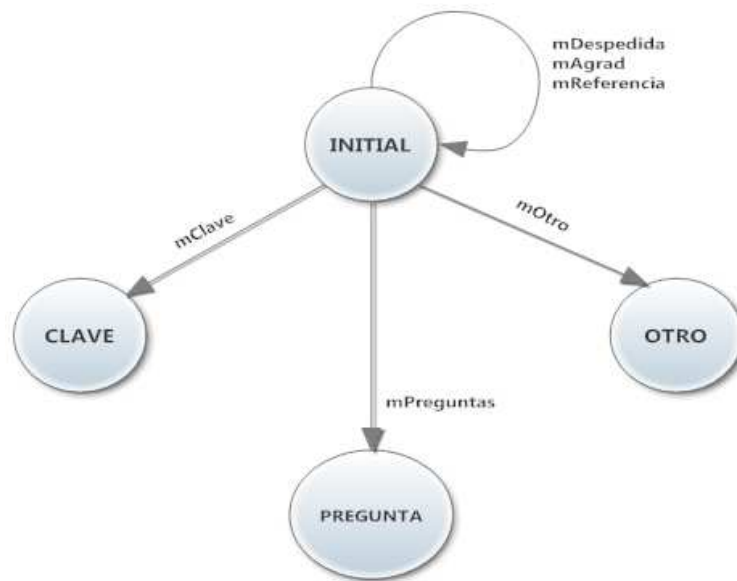 mDespedida
mAgrad
mReferencia
INITIAL
mClave
mOtro
CLAVE
OTRO
mPreguntas
PREGUNTA